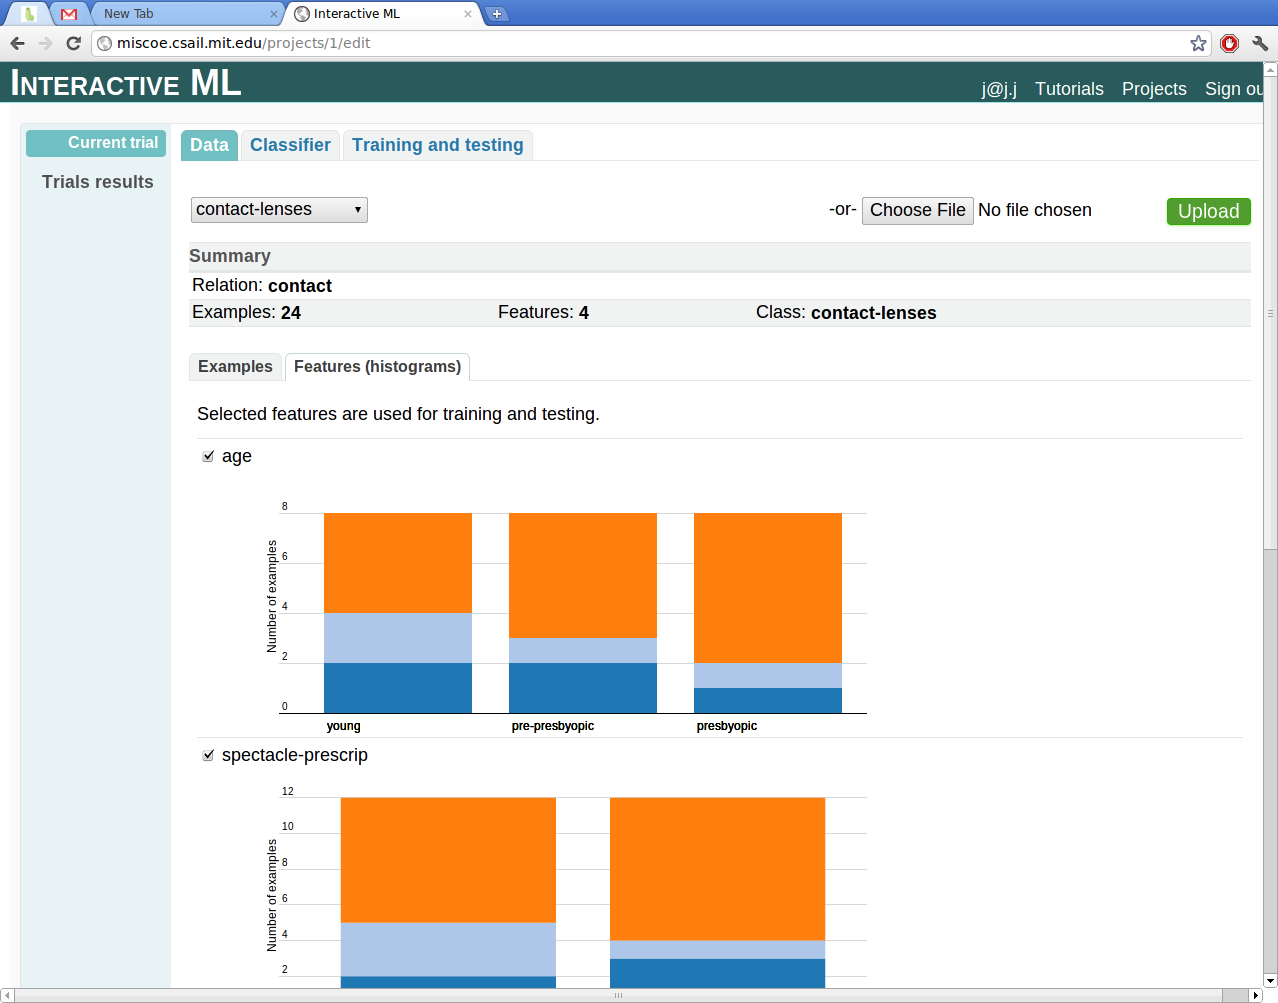 New Tab
Interactive ML
miscoe.csail.mit.edu/projects/1/edit
INTERACTIVE ML
j@j.j Tutorials Projects Sign ou
Current trial
Trials results
Data Classifier Training and testing
contact-lenses
-or- Choose File No file chosen
Upload
Summary
Relation: contact
Examples: 24 Features: 4 Class: contact-lenses
Examples Features (histograms)
Selected features are used for training and testing.
age
8
6
4
2
0
Number of examples
young pre-presbyopic presbyopic
spectacle-prescrip
12
10
8
6
4
2
Number of examples